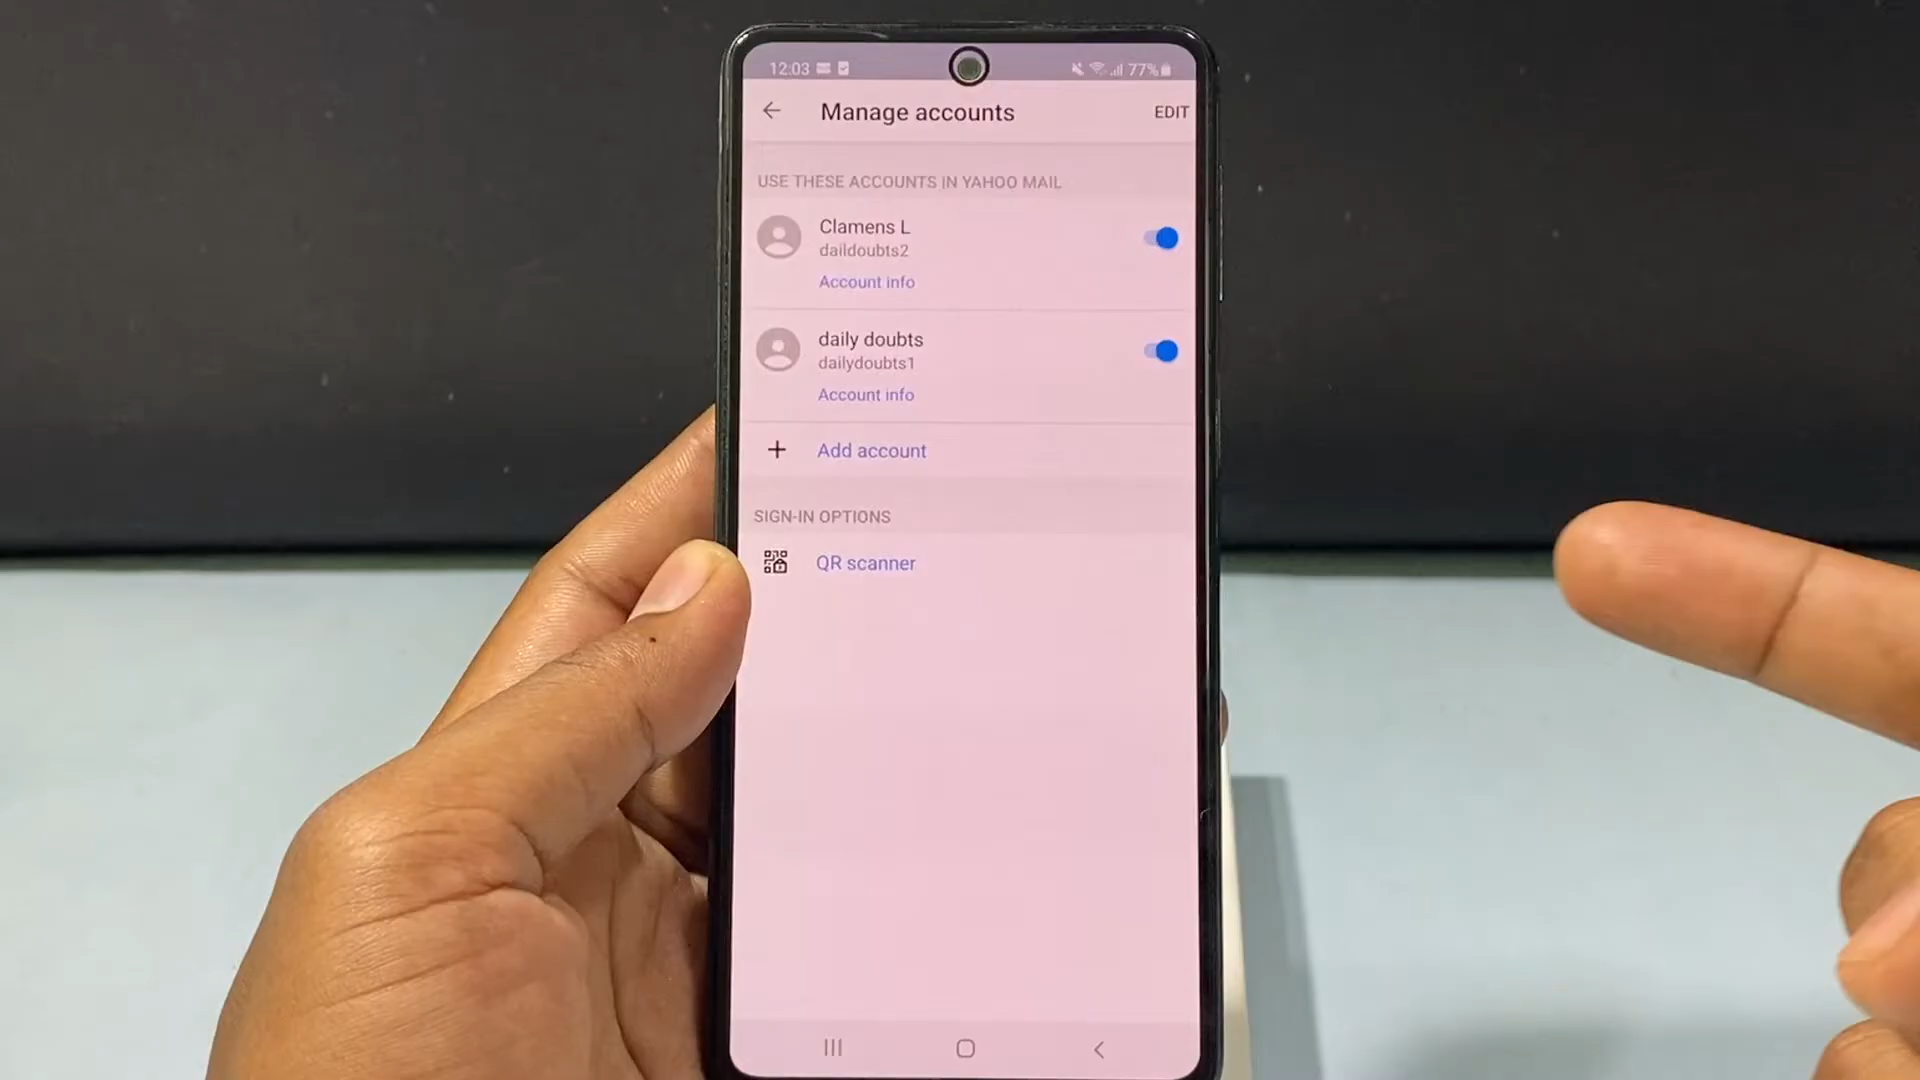 12:03 77%
Manage accounts EDIT
USE THESE ACCOUNTS IN YAHOO MAIL
Clamens L
daildoubts2
Account info
daily doubts
dailydoubts1
Account info
Add account
SIGN-IN OPTIONS
QR scanner